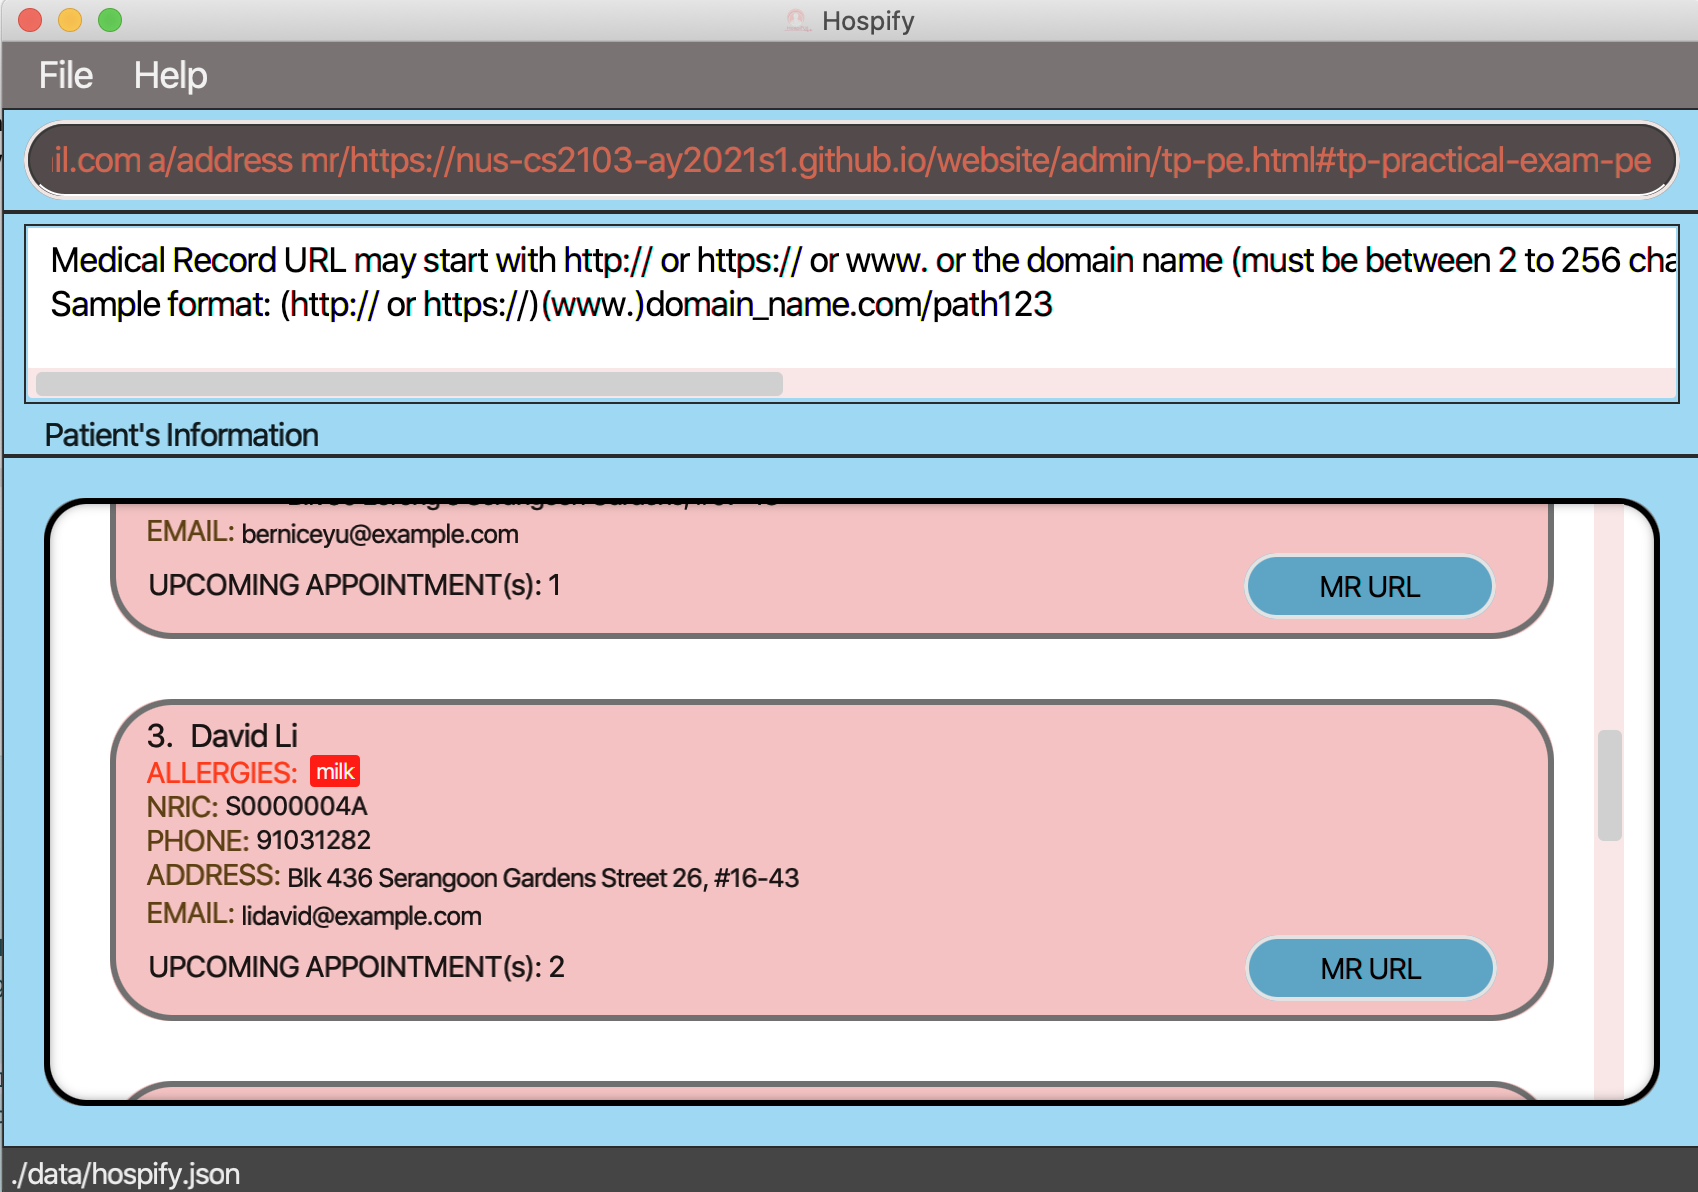 Hospify
File Help
il.com a/address mr/https://nus-cs2103-ay2021s1.github.io/website/admin/tp-pe.html#tp-practical-exam-pe
Medical Record URL may start with http:// or https:// or www. or the domain name (must be between 2 to 256 cha
Sample format: (http:// or https://)(www.)domain_name.com/path123
Patient's Information
EMAIL: berniceyu@example.com
UPCOMING APPOINTMENT(s): 1
MR URL
3. David Li
ALLERGIES: milk
NRIC: S0000004A
PHONE: 91031282
ADDRESS: Blk 436 Serangoon Gardens Street 26, #16-43
EMAIL: lidavid@example.com
UPCOMING APPOINTMENT(s): 2
MR URL
./data/hospify.json